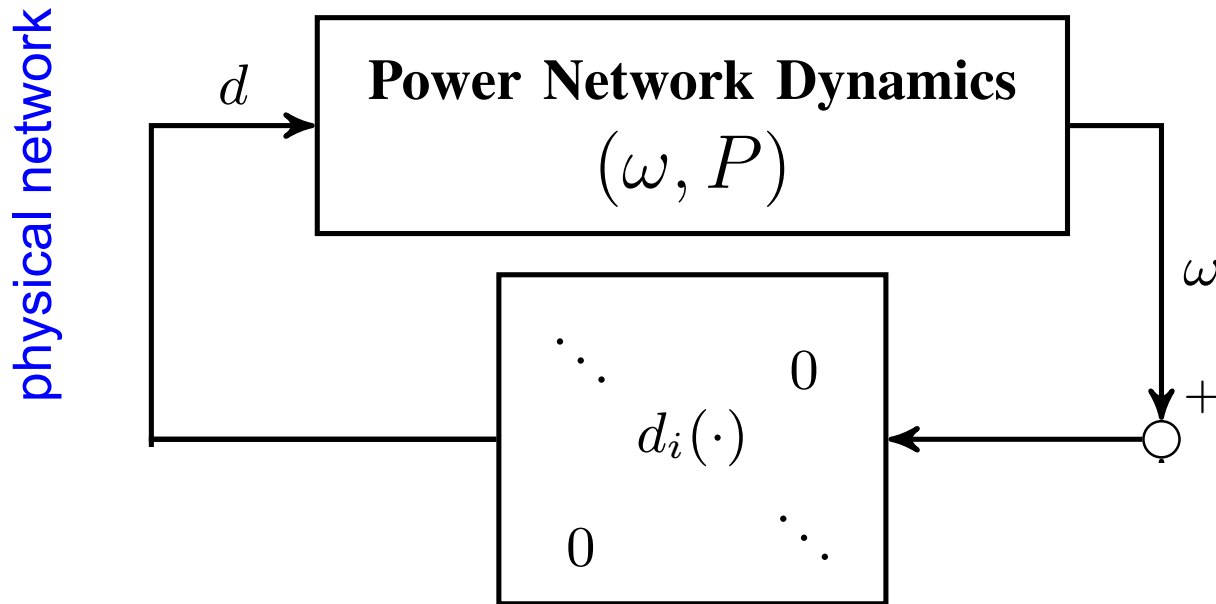 physical network
d
Power Network Dynamics
(ω, P)
ω
+
⋱ 0
dᵢ(·)
0 ⋱